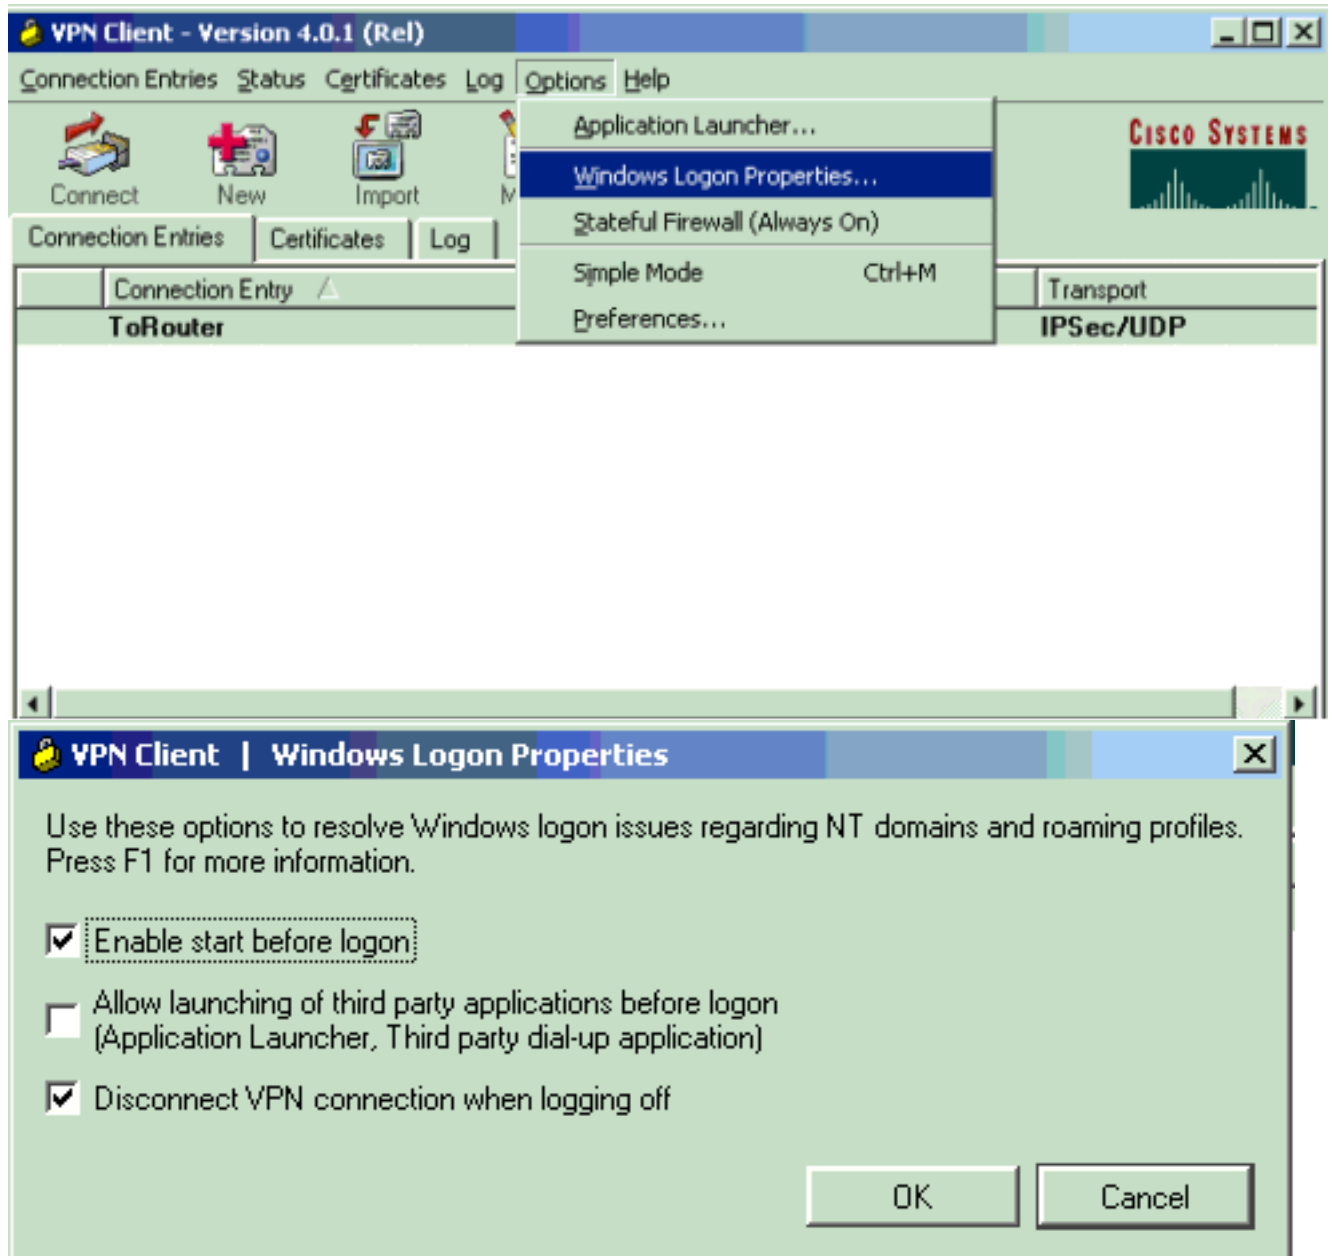 VPN Client - Version 4.0.1 (Rel)
Connection Entries Status Certificates Log Options Help
Application Launcher...
Windows Logon Properties...
Stateful Firewall (Always On)
Simple Mode Ctrl+M
Preferences...
CISCO SYSTEMS
Connect New Import M
Connection Entries Certificates Log
Connection Entry Transport
ToRouter IPSec/UDP
VPN Client | Windows Logon Properties
Use these options to resolve Windows logon issues regarding NT domains and roaming profiles.
Press F1 for more information.
Enable start before logon
Allow launching of third party applications before logon
(Application Launcher, Third party dial-up application)
Disconnect VPN connection when logging off
OK Cancel